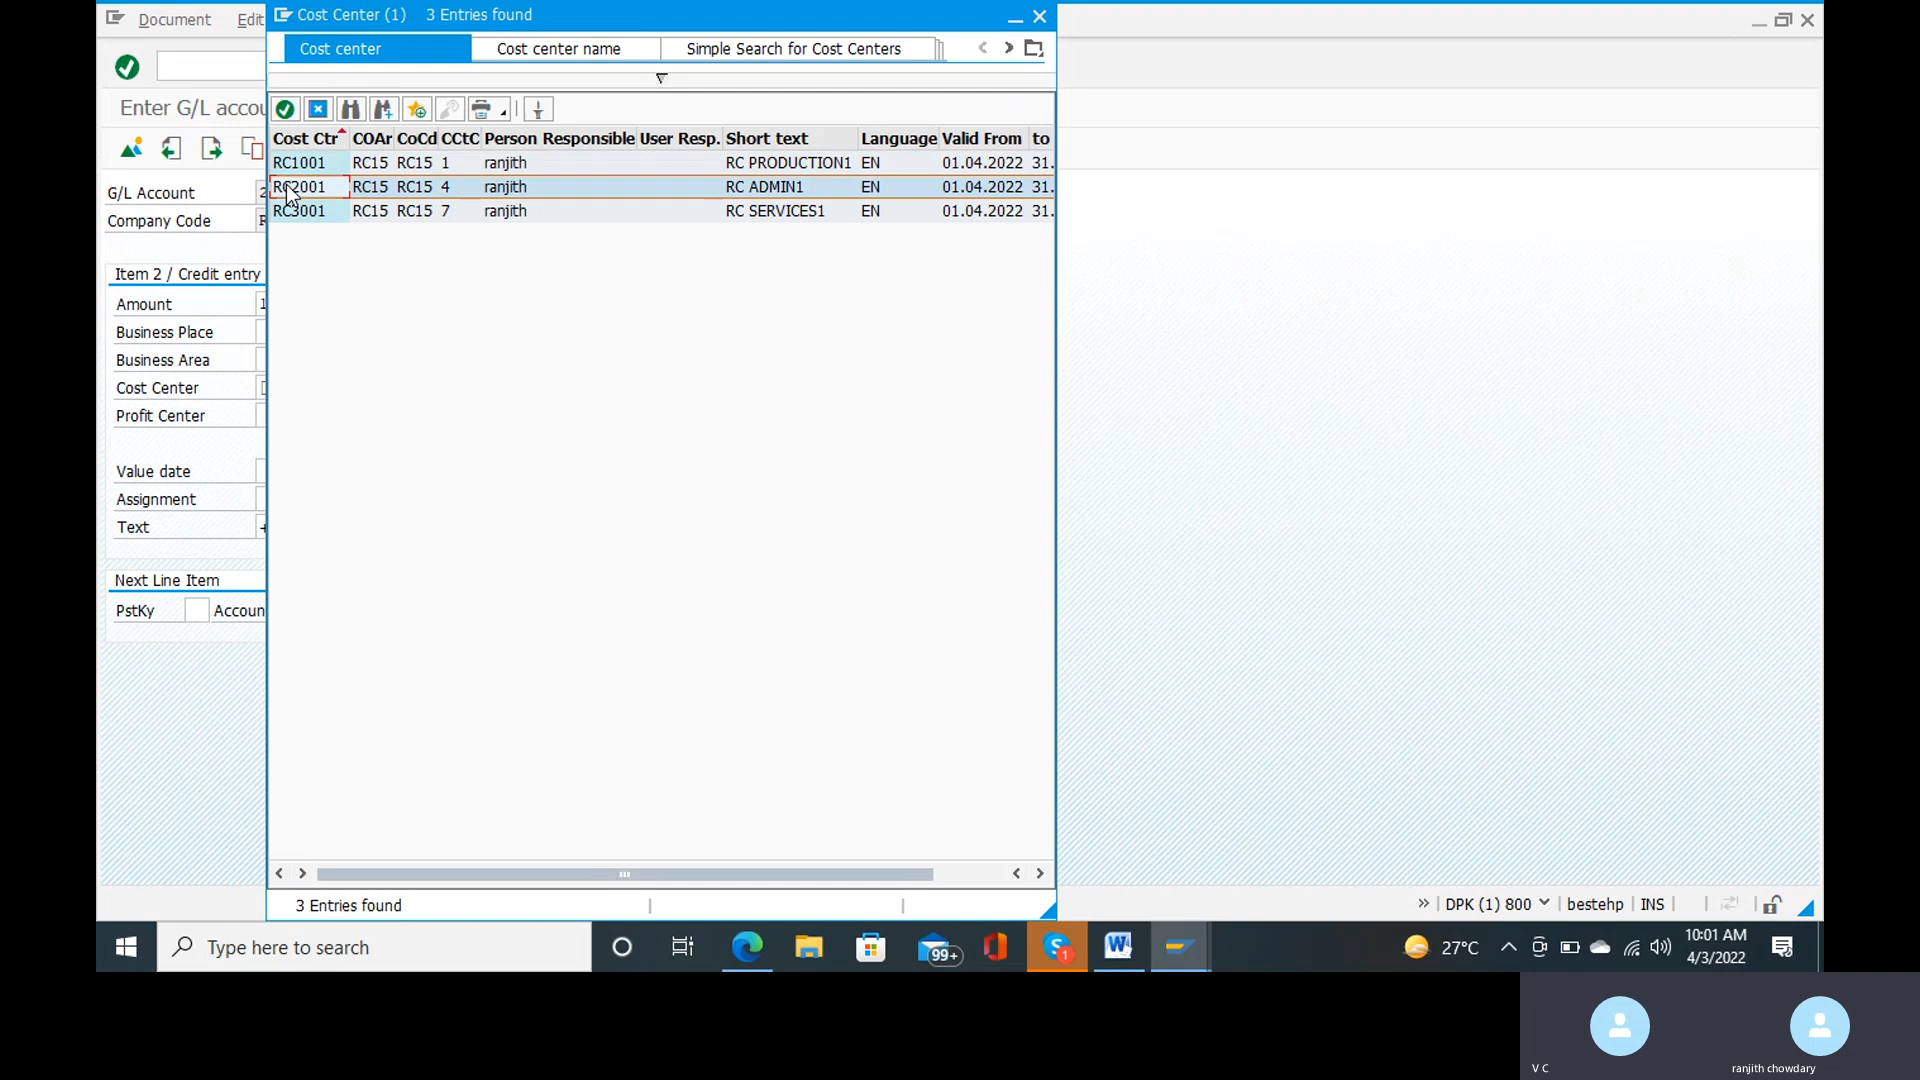 Document Edit
Cost Center (1) 3 Entries found
Cost center Cost center name Simple Search for Cost Centers
Enter G/L accou
Cost Ctr COAr CoCd CCtC Person Responsible User Resp. Short text Language Valid From to
RC1001 RC15 RC15 1 ranjith RC PRODUCTION1 EN 01.04.2022 31.
RC2001 RC15 RC15 4 ranjith RC ADMIN1 EN 01.04.2022 31.
RC3001 RC15 RC15 7 ranjith RC SERVICES1 EN 01.04.2022 31.
G/L Account 2
Company Code
Item 2 / Credit entry
Amount 1
Business Place
Business Area
Cost Center
Profit Center
Value date
Assignment
Text +
Next Line Item
PstKy Accoun
3 Entries found
DPK (1) 800 bestehp INS
Type here to search
99+
1
27°C
10:01 AM
4/3/2022
V C
ranjith chowdary